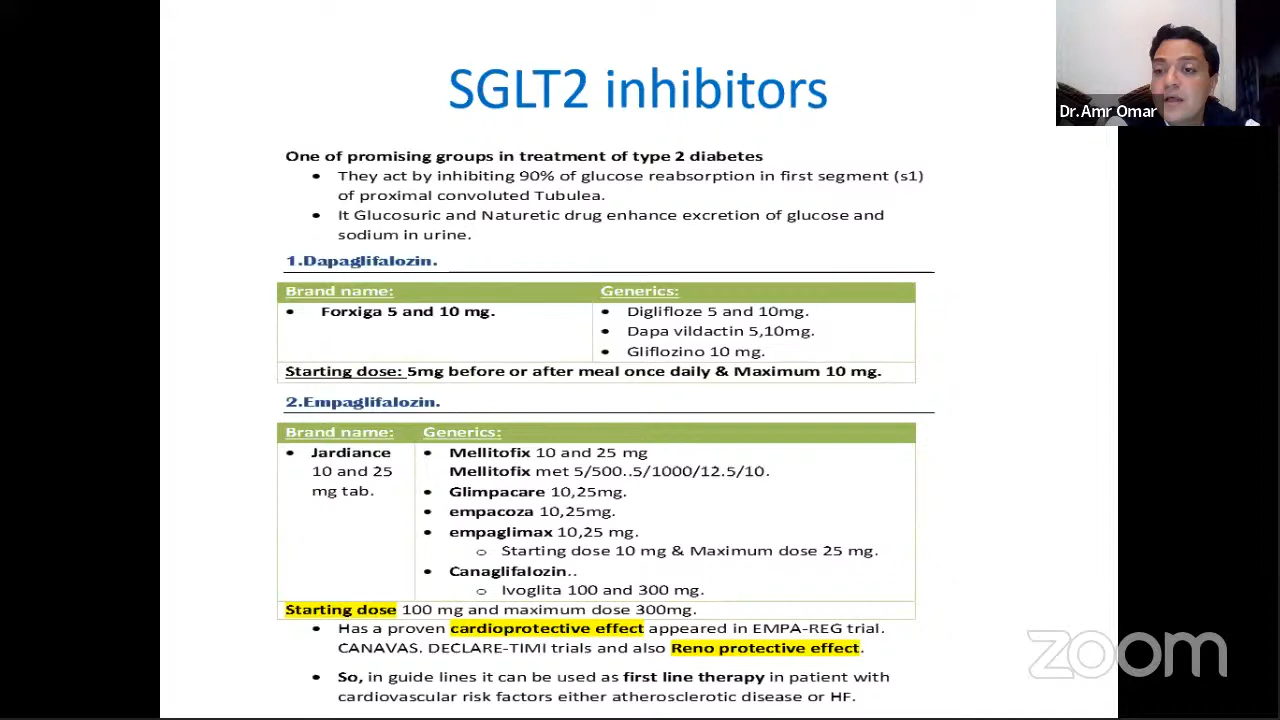 SGLT2 inhibitors
Dr.Amr Omar
One of promising groups in treatment of type 2 diabetes
• They act by inhibiting 90% of glucose reabsorption in first segment (s1)
of proximal convoluted Tubulea.
• It Glucosuric and Naturetic drug enhance excretion of glucose and
sodium in urine.
1.Dapaglifalozin.
Brand name:
• Forxiga 5 and 10 mg.
Generics:
• Diglifloze 5 and 10mg.
• Dapa vildactin 5,10mg.
• Gliflozino 10 mg.
Starting dose: 5mg before or after meal once daily & Maximum 10 mg.
2.Empaglifalozin.
Brand name:
• Jardiance
10 and 25
mg tab.
Generics:
• Mellitofix 10 and 25 mg
Mellitofix met 5/500..5/1000/12.5/10.
• Glimpacare 10,25mg.
• empacoza 10,25mg.
• empaglimax 10,25 mg.
o Starting dose 10 mg & Maximum dose 25 mg.
• Canaglifalozin..
o Ivoglita 100 and 300 mg.
Starting dose 100 mg and maximum dose 300mg.
• Has a proven cardioprotective effect appeared in EMPA-REG trial.
CANAVAS. DECLARE-TIMI trials and also Reno protective effect.
• So, in guide lines it can be used as first line therapy in patient with
cardiovascular risk factors either atherosclerotic disease or HF.
zoom